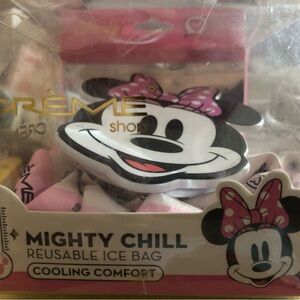 CRÈME
shop
MIGHTY CHILL
REUSABLE ICE BAG
COOLING COMFORT